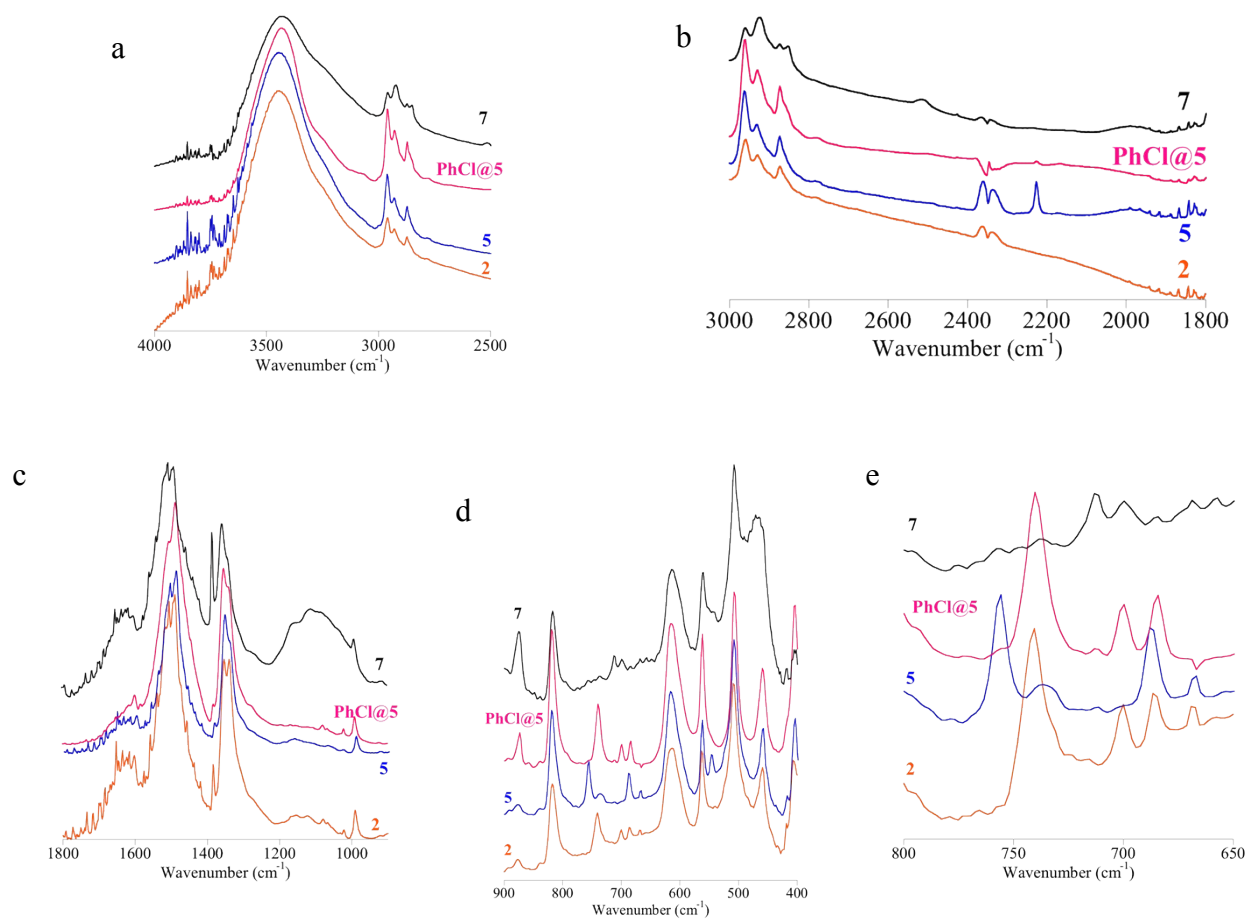 a
7
PhCl@5
5
2
4000 3500 3000 2500
Wavenumber (cm-1)
b
7
PhCl@5
5
2
3000 2800 2600 2400 2200 2000 1800
Wavenumber (cm-1)
c
7
PhCl@5
5
2
1800 1600 1400 1200 1000
Wavenumber (cm-1)
d
7
PhCl@5
5
2
900 800 700 600 500 400
Wavenumber (cm-1)
e
7
PhCl@5
5
2
800 750 700 650
Wavenumber (cm-1)